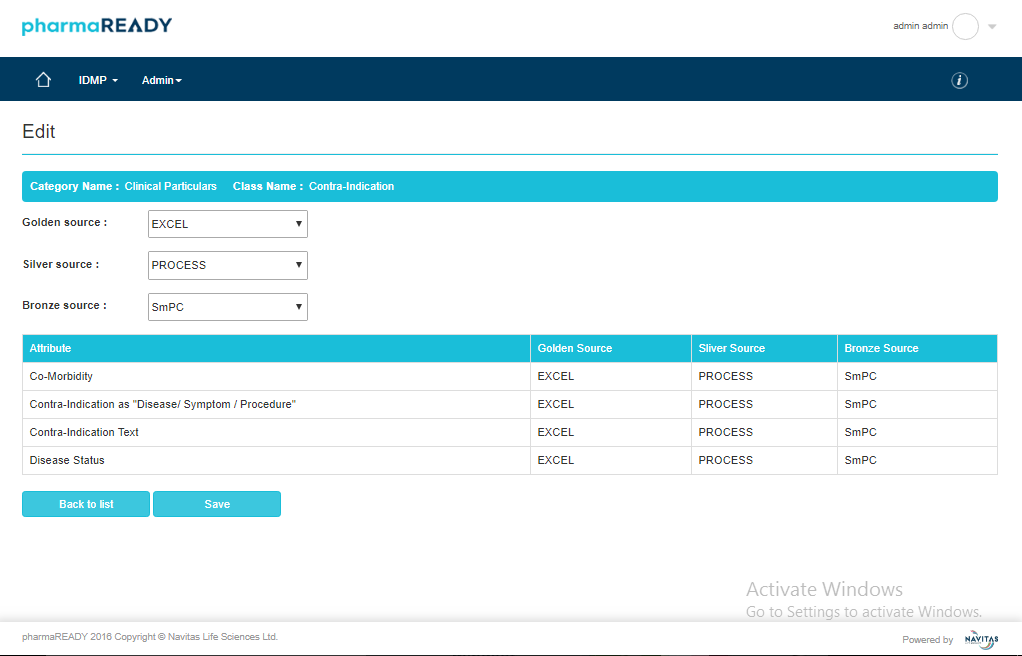 pharmaREADY
admin admin
IDMP Admin
i
Edit
Category Name : Clinical Particulars Class Name : Contra-Indication
Golden source : EXCEL
Silver source : PROCESS
Bronze source : SmPC
Attribute Golden Source Sliver Source Bronze Source
Co-Morbidity EXCEL PROCESS SmPC
Contra-Indication as "Disease/ Symptom / Procedure" EXCEL PROCESS SmPC
Contra-Indication Text EXCEL PROCESS SmPC
Disease Status EXCEL PROCESS SmPC
Back to list Save
Activate Windows
Go to Settings to activate Windows.
pharmaREADY 2016 Copyright © Navitas Life Sciences Ltd.
Powered by NAVITAS